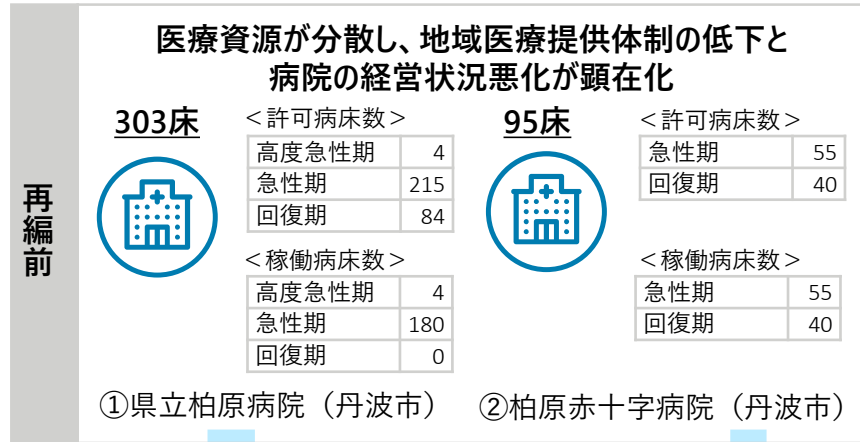 医療資源が分散し、地域医療提供体制の低下と
病院の経営状況悪化が顕在化
再編前
303床
<許可病床数>
高度急性期 4
急性期 215
回復期 84
<稼働病床数>
高度急性期 4
急性期 180
回復期 0
①県立柏原病院（丹波市）
95床
<許可病床数>
急性期 55
回復期 40
<稼働病床数>
急性期 55
回復期 40
②柏原赤十字病院（丹波市）